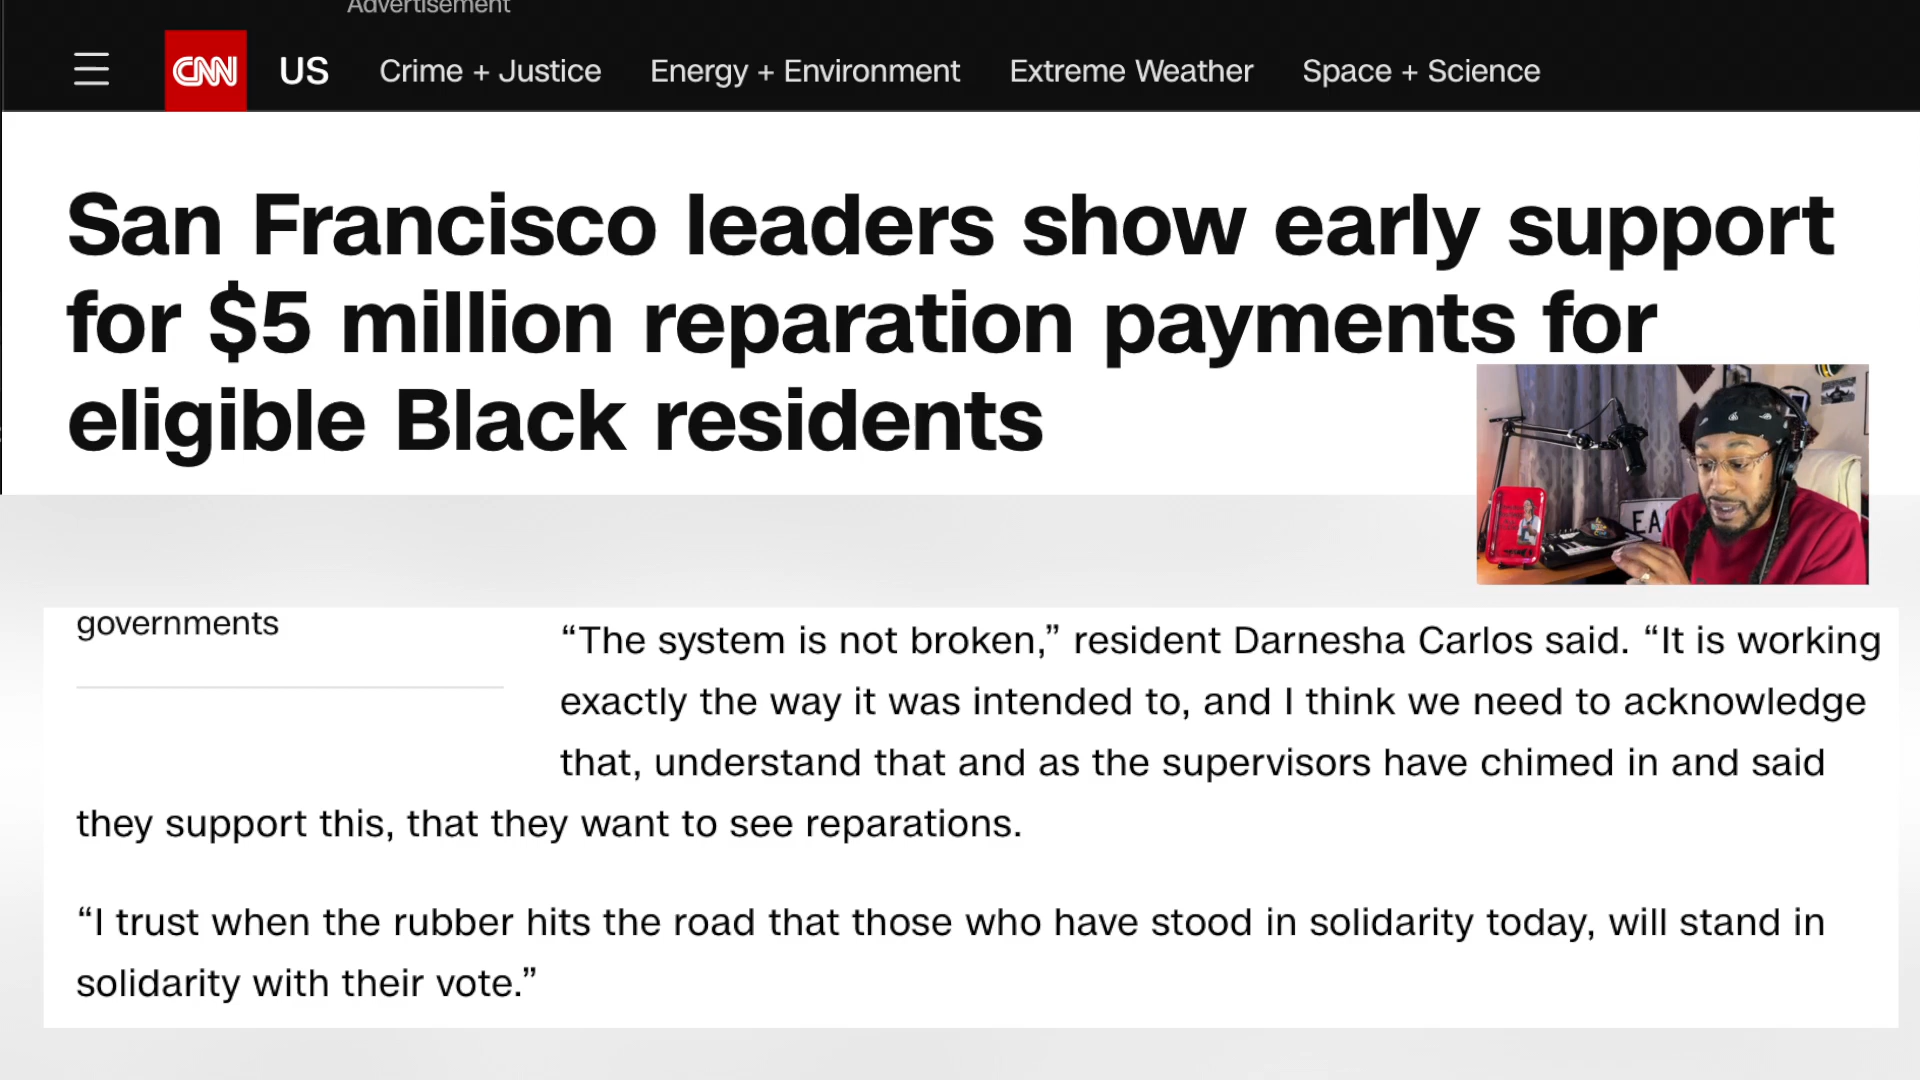 Advertisement
CNN US Crime + Justice Energy + Environment Extreme Weather Space + Science
San Francisco leaders show early support
for $5 million reparation payments for
eligible Black residents
EA
governments
“The system is not broken,” resident Darnesha Carlos said. “It is working
exactly the way it was intended to, and I think we need to acknowledge
that, understand that and as the supervisors have chimed in and said
they support this, that they want to see reparations.
“I trust when the rubber hits the road that those who have stood in solidarity today, will stand in
solidarity with their vote.”